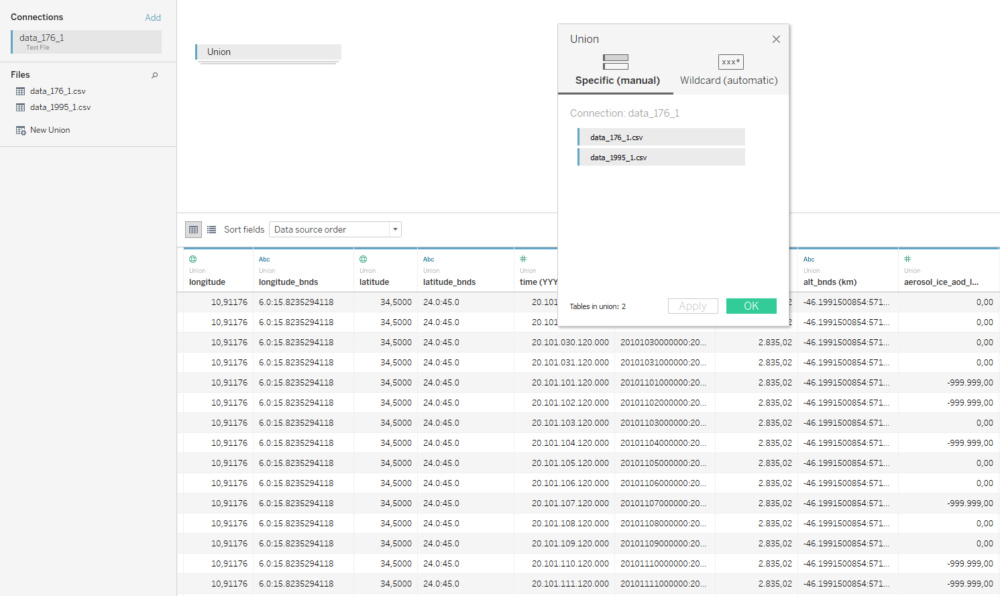 Connections Add
data_176_1
Text File
Files
data_176_1.csv
data_1995_1.csv
New Union
Union
Union
xxx*
Specific (manual) Wildcard (automatic)
Connection: data_176_1
data_176_1.csv
data_1995_1.csv
Tables in union: 2 Apply OK
Sort fields Data source order
Abc Abc # Abc #
Union Union Union Union Union Union Union
longitude longitude_bnds latitude latitude_bnds time (YYY alt_bnds (km) aerosol_ice_aod_l...
10,91176 6.0:15.8235294118 34,5000 24.0:45.0 20.101 2 -46.1991500854:571... 0,00
10,91176 6.0:15.8235294118 34,5000 24.0:45.0 20.101 2 -46.1991500854:571... 0,00
10,91176 6.0:15.8235294118 34,5000 24.0:45.0 20.101.030.120.000 20101030000000:20... 2.835,02 -46.1991500854:571... 0,00
10,91176 6.0:15.8235294118 34,5000 24.0:45.0 20.101.031.120.000 20101031000000:20... 2.835,02 -46.1991500854:571... 0,00
10,91176 6.0:15.8235294118 34,5000 24.0:45.0 20.101.101.120.000 20101101000000:20... 2.835,02 -46.1991500854:571... -999.999,00
10,91176 6.0:15.8235294118 34,5000 24.0:45.0 20.101.102.120.000 20101102000000:20... 2.835,02 -46.1991500854:571... -999.999,00
10,91176 6.0:15.8235294118 34,5000 24.0:45.0 20.101.103.120.000 20101103000000:20... 2.835,02 -46.1991500854:571... 0,00
10,91176 6.0:15.8235294118 34,5000 24.0:45.0 20.101.104.120.000 20101104000000:20... 2.835,02 -46.1991500854:571... -999.999,00
10,91176 6.0:15.8235294118 34,5000 24.0:45.0 20.101.105.120.000 20101105000000:20... 2.835,02 -46.1991500854:571... 0,00
10,91176 6.0:15.8235294118 34,5000 24.0:45.0 20.101.106.120.000 20101106000000:20... 2.835,02 -46.1991500854:571... 0,00
10,91176 6.0:15.8235294118 34,5000 24.0:45.0 20.101.107.120.000 20101107000000:20... 2.835,02 -46.1991500854:571... -999.999,00
10,91176 6.0:15.8235294118 34,5000 24.0:45.0 20.101.108.120.000 20101108000000:20... 2.835,02 -46.1991500854:571... 0,00
10,91176 6.0:15.8235294118 34,5000 24.0:45.0 20.101.109.120.000 20101109000000:20... 2.835,02 -46.1991500854:571... 0,00
10,91176 6.0:15.8235294118 34,5000 24.0:45.0 20.101.110.120.000 20101110000000:20... 2.835,02 -46.1991500854:571... -999.999,00
10,91176 6.0:15.8235294118 34,5000 24.0:45.0 20.101.111.120.000 20101111000000:20... 2.835,02 -46.1991500854:571... -999.999,00